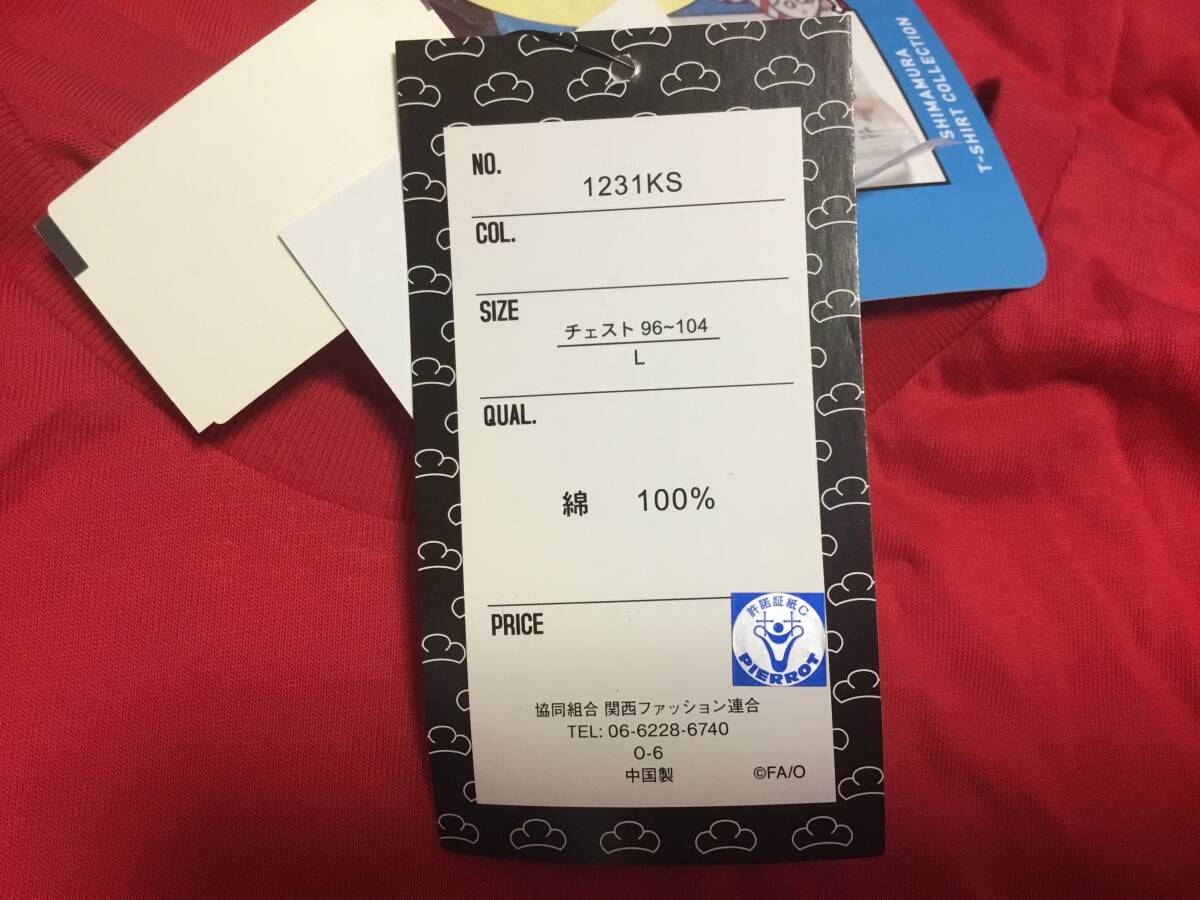 SHIMAMURA
T-SHIRT COLLECTION
NO.
1231KS
COL.
SIZE
チェスト 96~104
L
QUAL.
綿 100%
PRICE
許諾証紙C
PIERROT
協同組合 関西ファッション連合
TEL: 06-6228-6740
O-6
中国製 ©FA/O